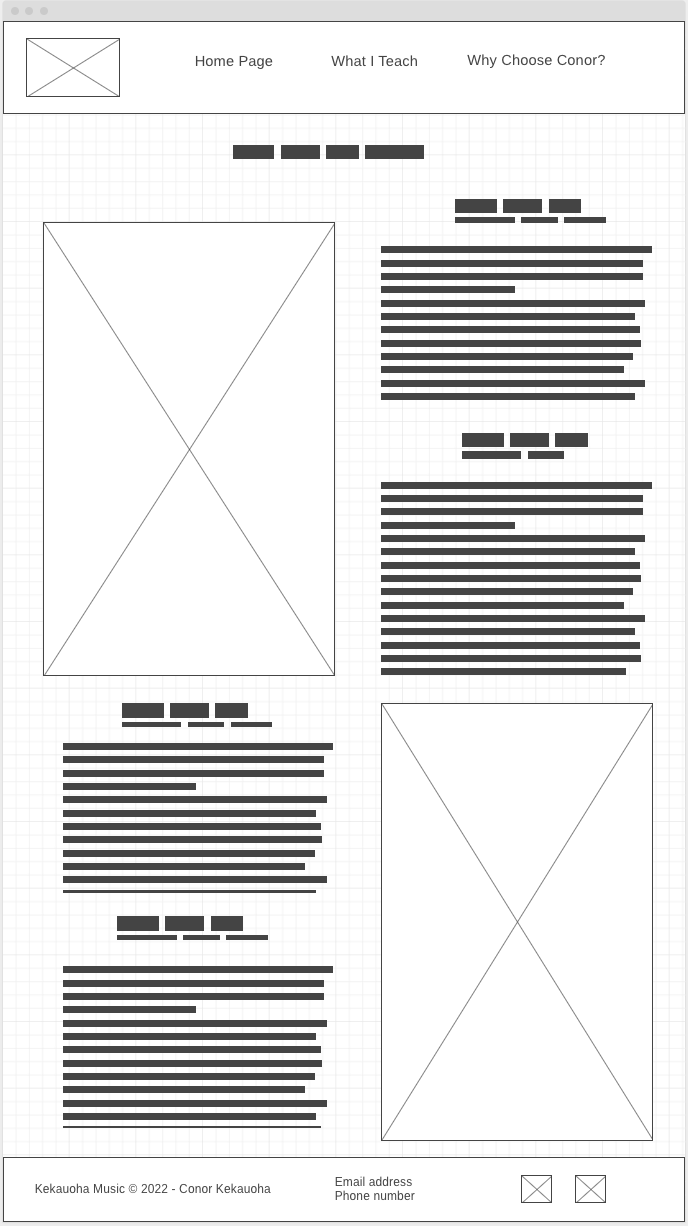 Home Page
What I Teach
Why Choose Conor?
Kekauoha Music © 2022 - Conor Kekauoha
Email address
Phone number